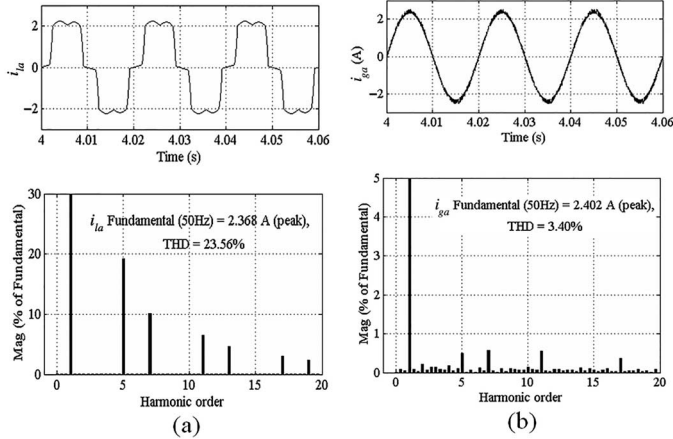 i_la
2
0
−2
4 4.01 4.02 4.03 4.04 4.05 4.06
Time (s)
i_ga (A)
2
0
−2
4 4.01 4.02 4.03 4.04 4.05 4.06
Time (s)
Mag (% of Fundamental)
30
20
10
0
i_la Fundamental (50Hz) = 2.368 A (peak),
THD = 23.56%
0 5 10 15 20
Harmonic order
(a)
Mag (% of Fundamental)
5
4
3
2
1
0
i_ga Fundamental (50Hz) = 2.402 A (peak),
THD = 3.40%
0 5 10 15 20
Harmonic order
(b)